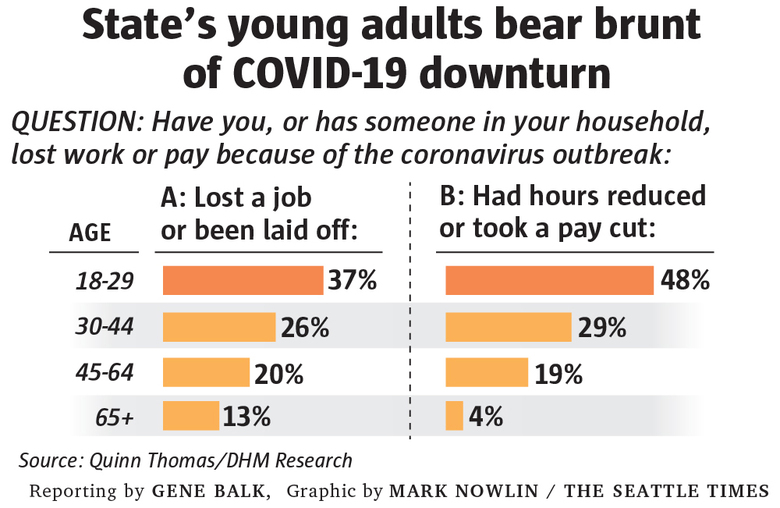 State’s young adults bear brunt
of COVID-19 downturn
QUESTION: Have you, or has someone in your household,
lost work or pay because of the coronavirus outbreak:
AGE
A: Lost a job
or been laid off:
B: Had hours reduced
or took a pay cut:
18-29 37% 48%
30-44 26% 29%
45-64 20% 19%
65+ 13% 4%
Source: Quinn Thomas/DHM Research
Reporting by GENE BALK, Graphic by MARK NOWLIN / THE SEATTLE TIMES